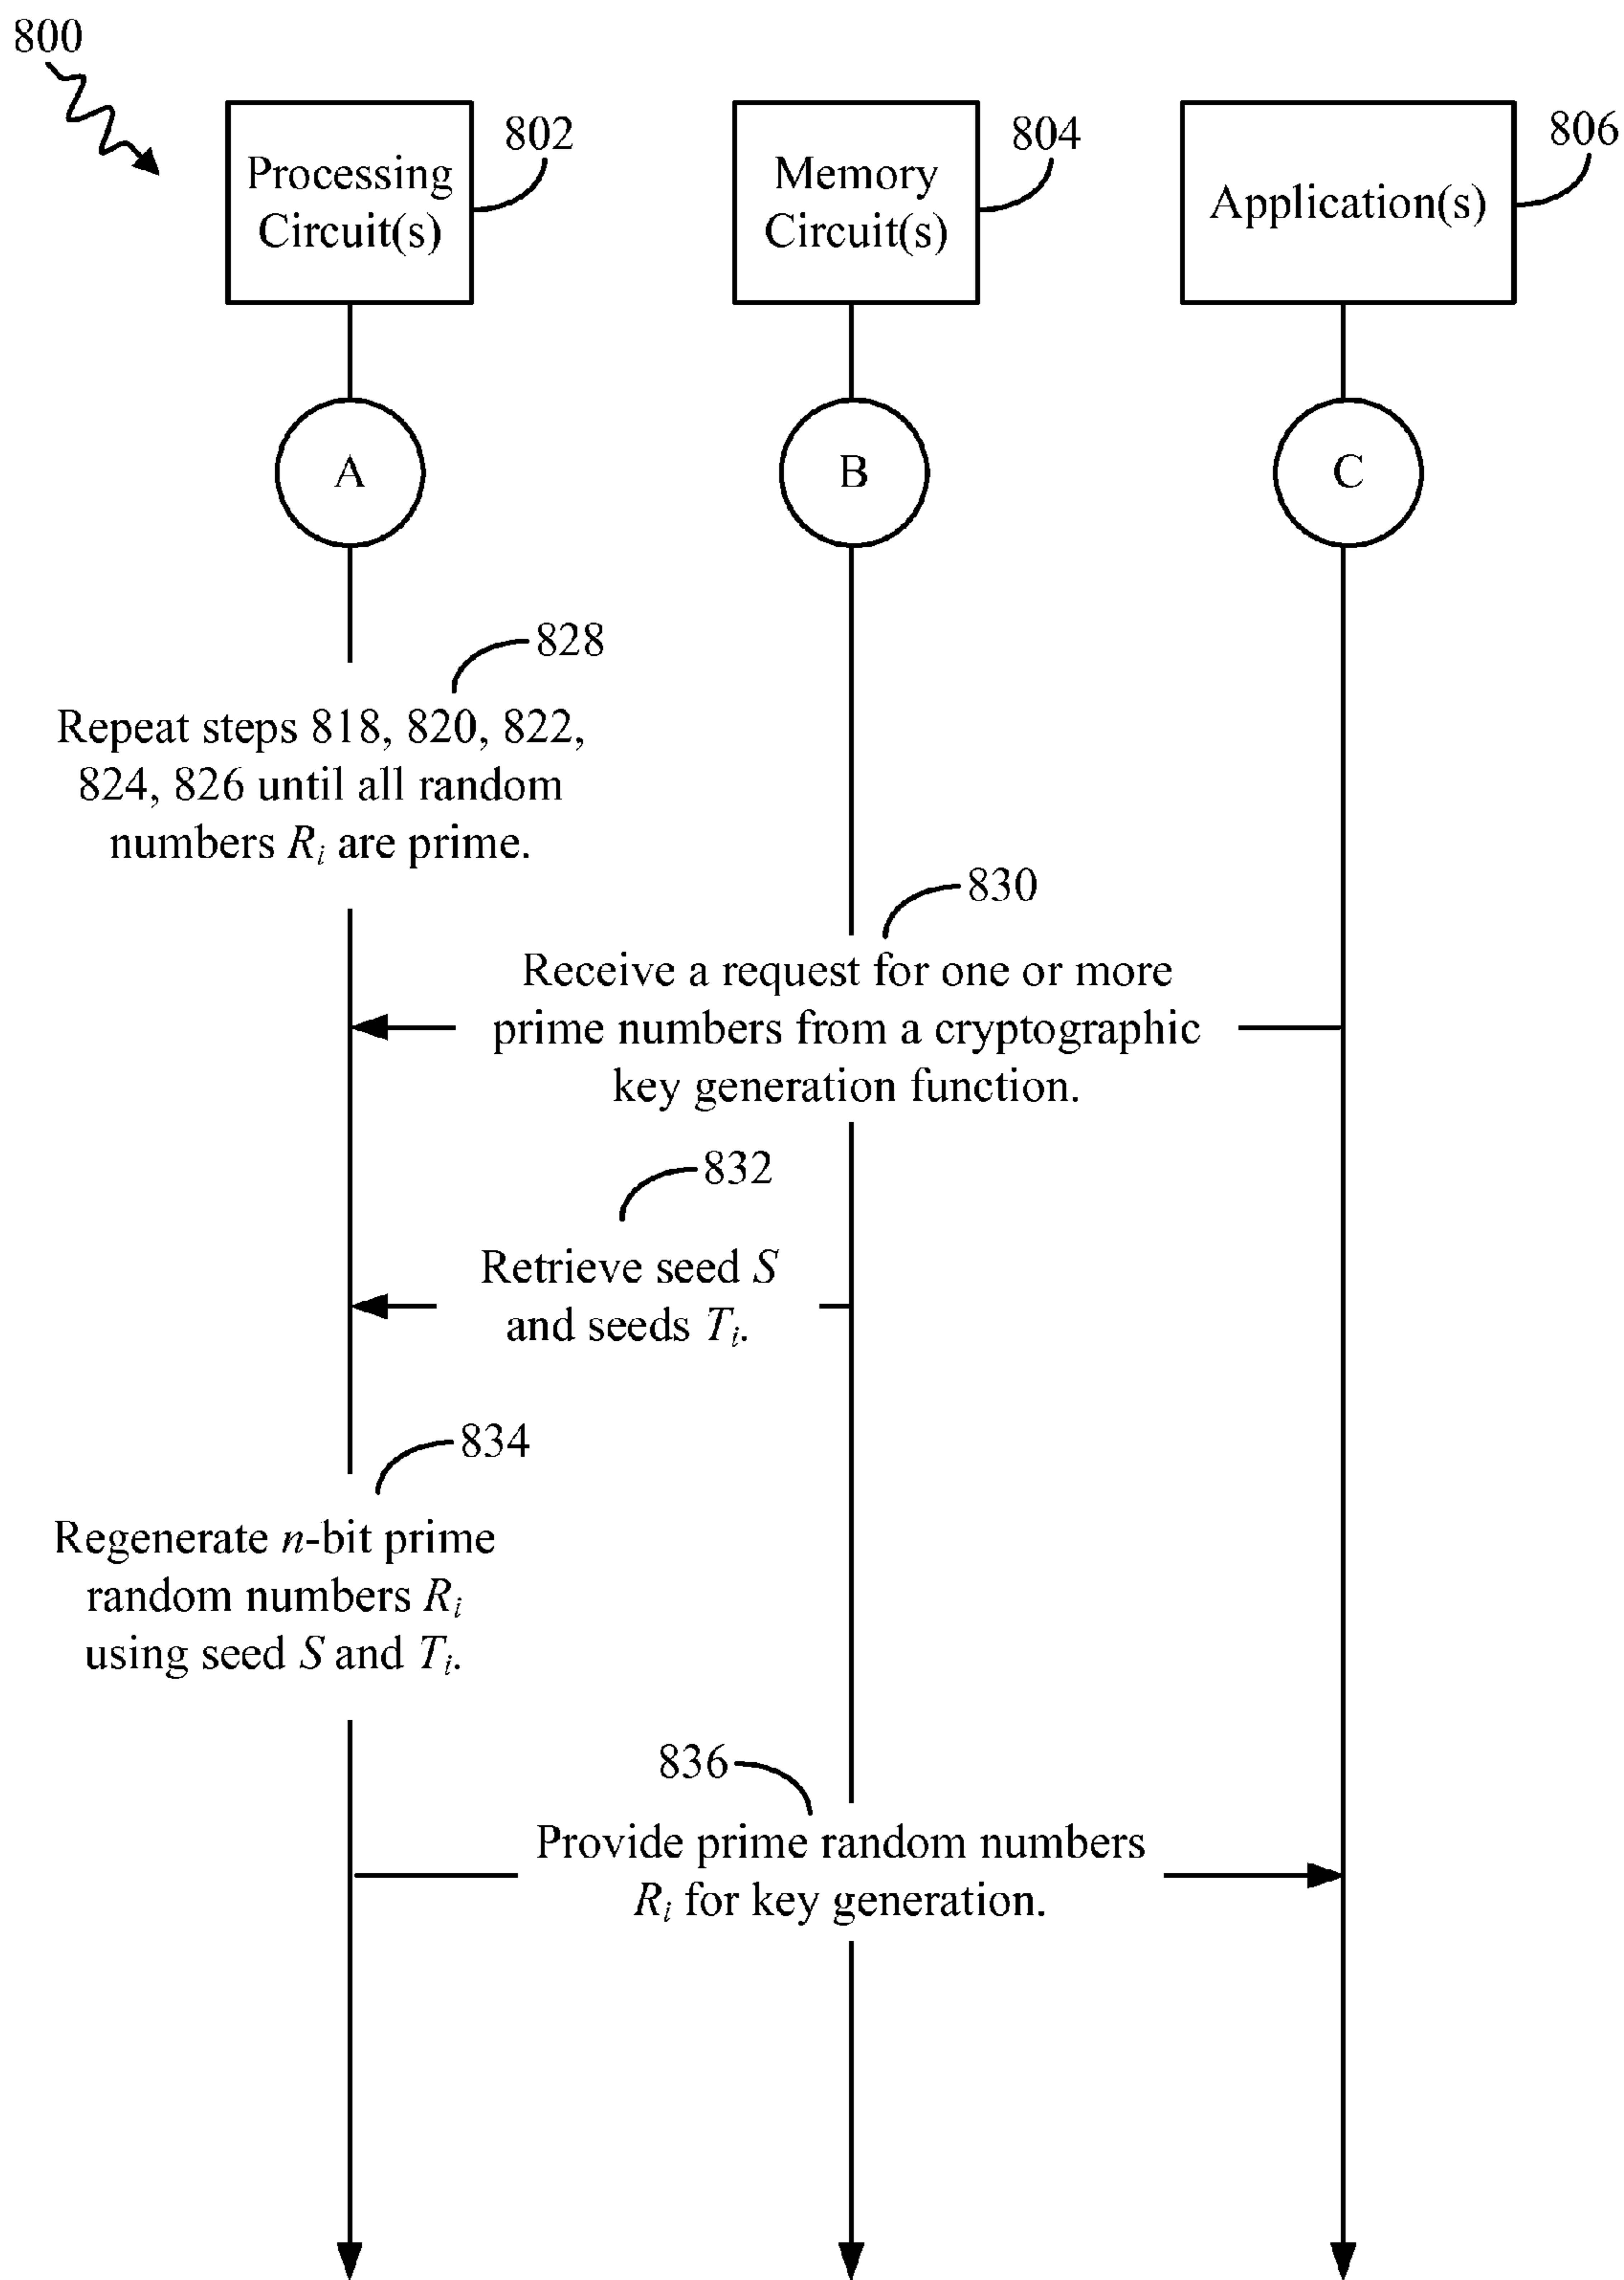 800
802
804
806
Processing
Circuit(s)
Memory
Circuit(s)
Application(s)
A
B
C
828
Repeat steps 818, 820, 822,
824, 826 until all random
numbers Ri are prime.
830
Receive a request for one or more
prime numbers from a cryptographic
key generation function.
832
Retrieve seed S
and seeds Ti.
834
Regenerate n-bit prime
random numbers Ri
using seed S and Ti.
836
Provide prime random numbers
Ri for key generation.